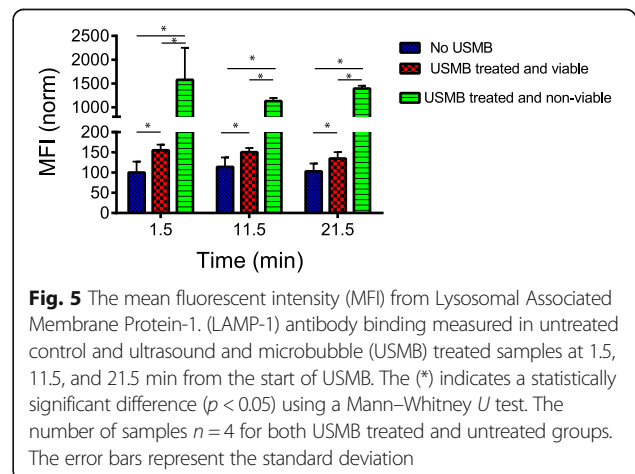 2500
2000
1500
1000
200
150
100
50
0
MFI (norm)
* * * * * * * * *
No USMB
USMB treated and viable
USMB treated and non-viable
1.5 11.5 21.5
Time (min)
Fig. 5 The mean fluorescent intensity (MFI) from Lysosomal Associated
Membrane Protein-1. (LAMP-1) antibody binding measured in untreated
control and ultrasound and microbubble (USMB) treated samples at 1.5,
11.5, and 21.5 min from the start of USMB. The (*) indicates a statistically
significant difference (p < 0.05) using a Mann–Whitney U test. The
number of samples n = 4 for both USMB treated and untreated groups.
The error bars represent the standard deviation